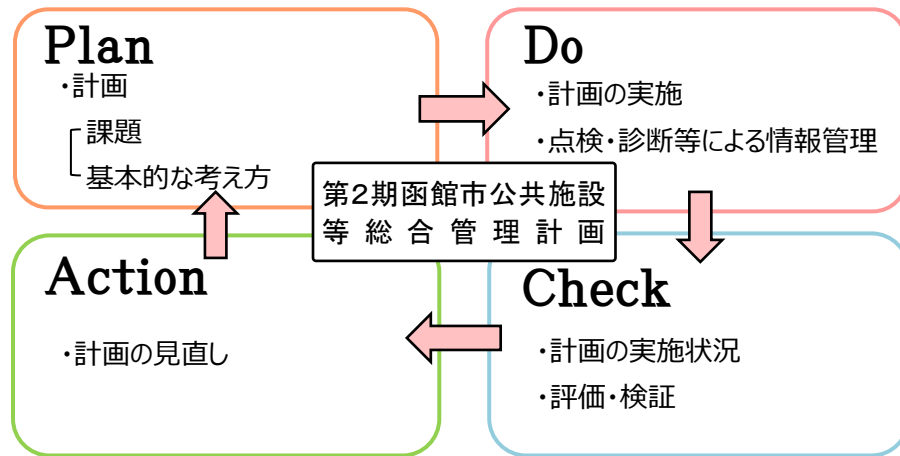 Plan
・計画
課題
基本的な考え方
Do
・計画の実施
・点検・診断等による情報管理
第2期函館市公共施設
等総合管理計画
Action
・計画の見直し
Check
・計画の実施状況
・評価・検証